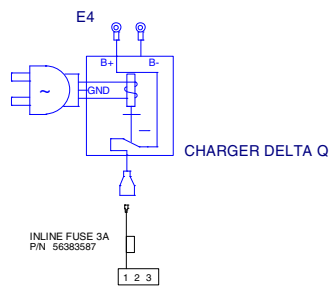 E4
B+ B-
GND
~
CHARGER DELTA Q
INLINE FUSE 3A
P/N 56383587
1 2 3